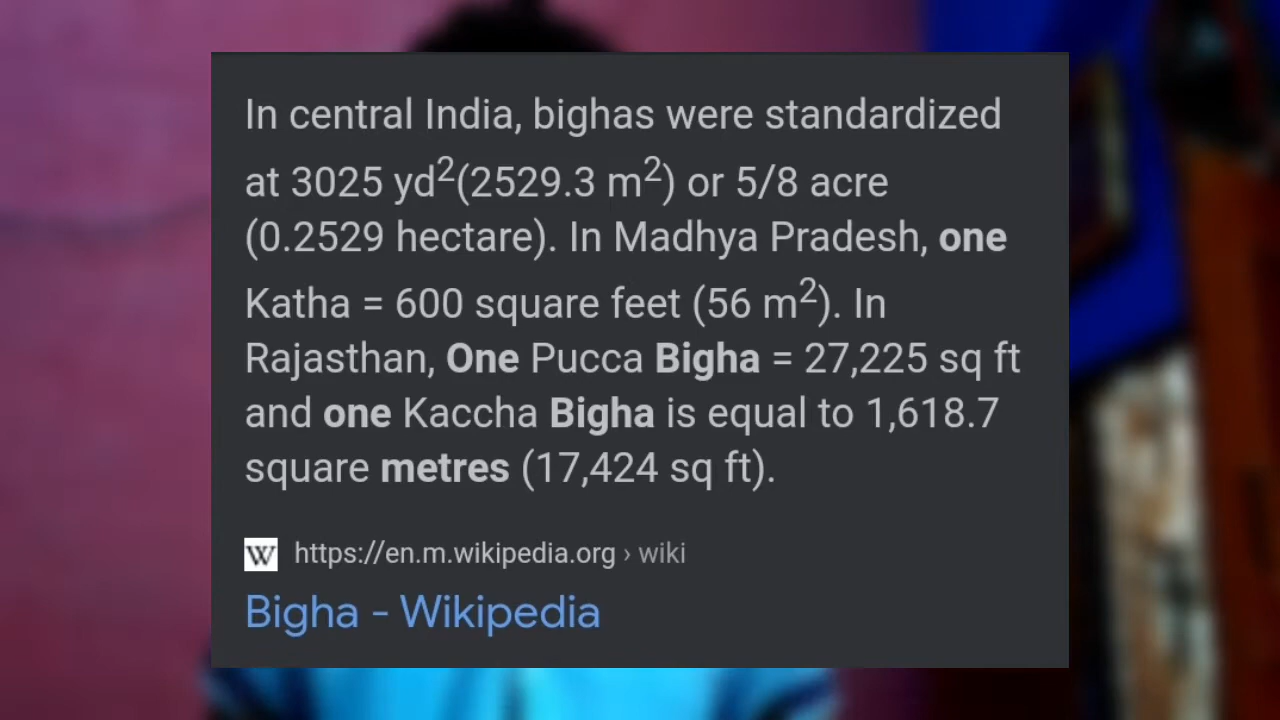 In central India, bighas were standardized
at 3025 yd²(2529.3 m²) or 5/8 acre
(0.2529 hectare). In Madhya Pradesh, one
Katha = 600 square feet (56 m²). In
Rajasthan, One Pucca Bigha = 27,225 sq ft
and one Kaccha Bigha is equal to 1,618.7
square metres (17,424 sq ft).
W https://en.m.wikipedia.org › wiki
Bigha - Wikipedia